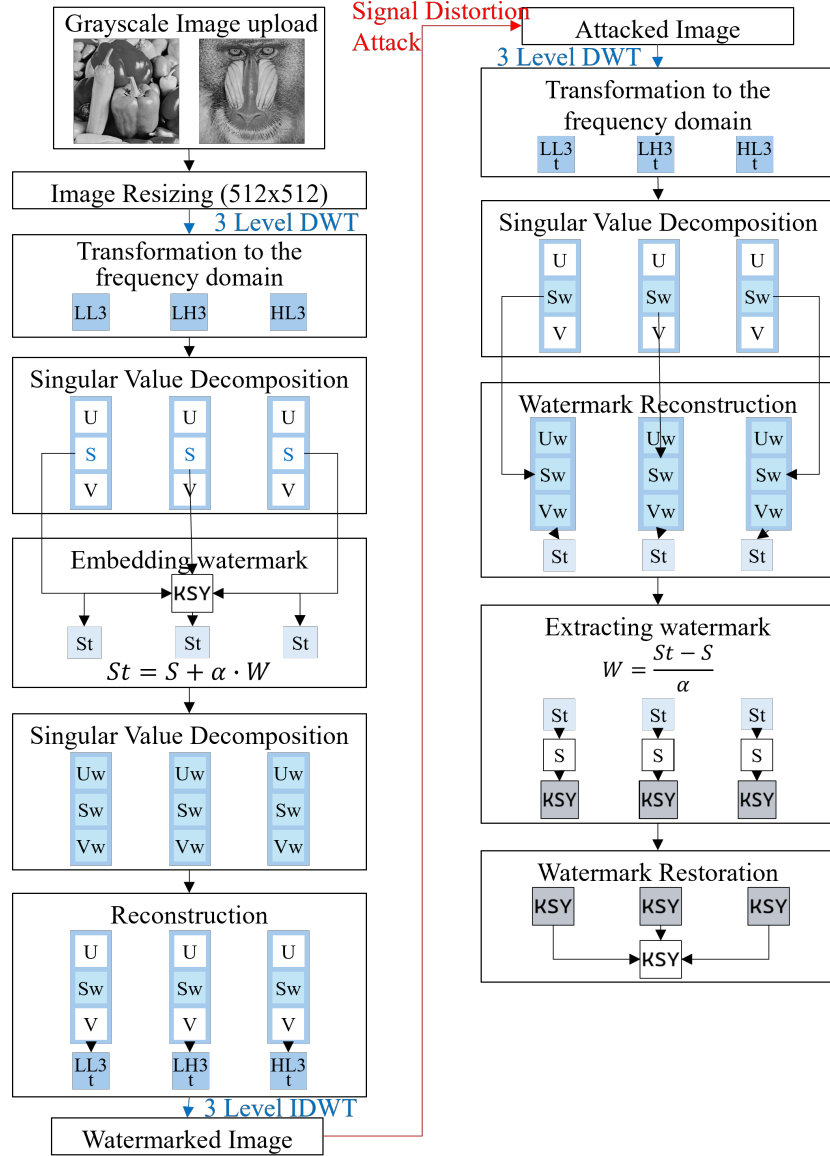 Grayscale Image upload
Image Resizing (512x512)
3 Level DWT
Transformation to the
frequency domain
LL3 LH3 HL3
Singular Value Decomposition
U U U
S S S
V V V
Embedding watermark
KSY
St St St
St = S + α · W
Singular Value Decomposition
Uw Uw Uw
Sw Sw Sw
Vw Vw Vw
Reconstruction
U U U
Sw Sw Sw
V V V
LL3 LH3 HL3
t t t
3 Level IDWT
Watermarked Image
Signal Distortion
Attack
Attacked Image
3 Level DWT
Transformation to the
frequency domain
LL3 LH3 HL3
t t t
Singular Value Decomposition
U U U
Sw Sw Sw
V V V
Watermark Reconstruction
Uw Uw Uw
Sw Sw Sw
Vw Vw Vw
St St St
Extracting watermark
W = (St − S) / α
St St St
S S S
KSY KSY KSY
Watermark Restoration
KSY KSY KSY
KSY